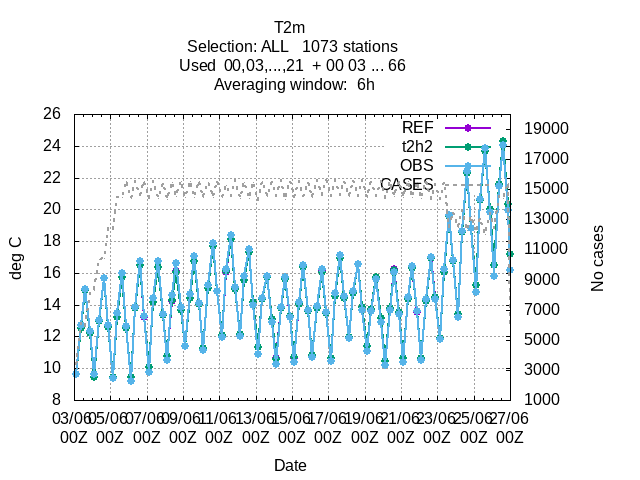 T2m
Selection: ALL   1073 stations
Used  00,03,...,21  + 00 03 ... 66
Averaging window:  6h
REF
t2h2
OBS
CASES
deg C
26
24
22
20
18
16
14
12
10
8
No cases
19000
17000
15000
13000
11000
9000
7000
5000
3000
1000
03/06 05/06 07/06 09/06 11/06 13/06 15/06 17/06 19/06 21/06 23/06 25/06 27/06
00Z 00Z 00Z 00Z 00Z 00Z 00Z 00Z 00Z 00Z 00Z 00Z 00Z
Date